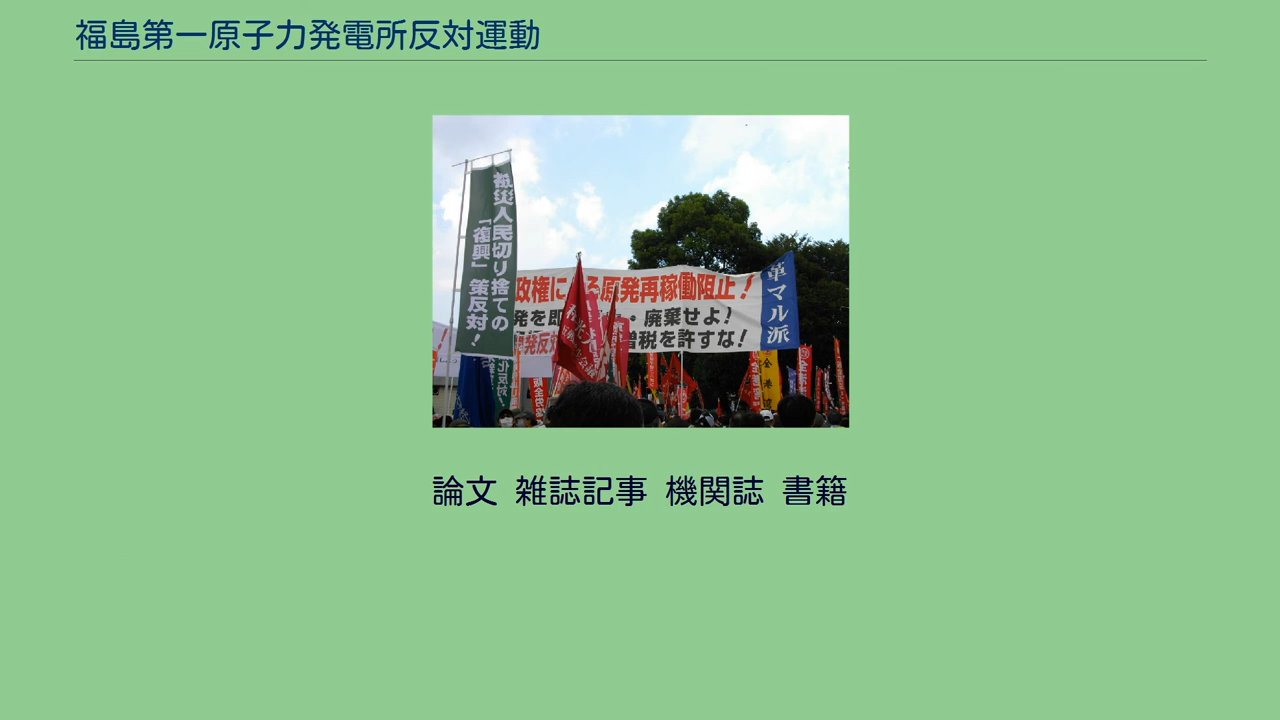 福島第一原子力発電所反対運動
被災人民切り捨ての
「復興」策反対！
政権に る原発再稼働阻止！
発を即 ・廃棄せよ！
増税を許すな！
革マル派
論文 雑誌記事 機関誌 書籍